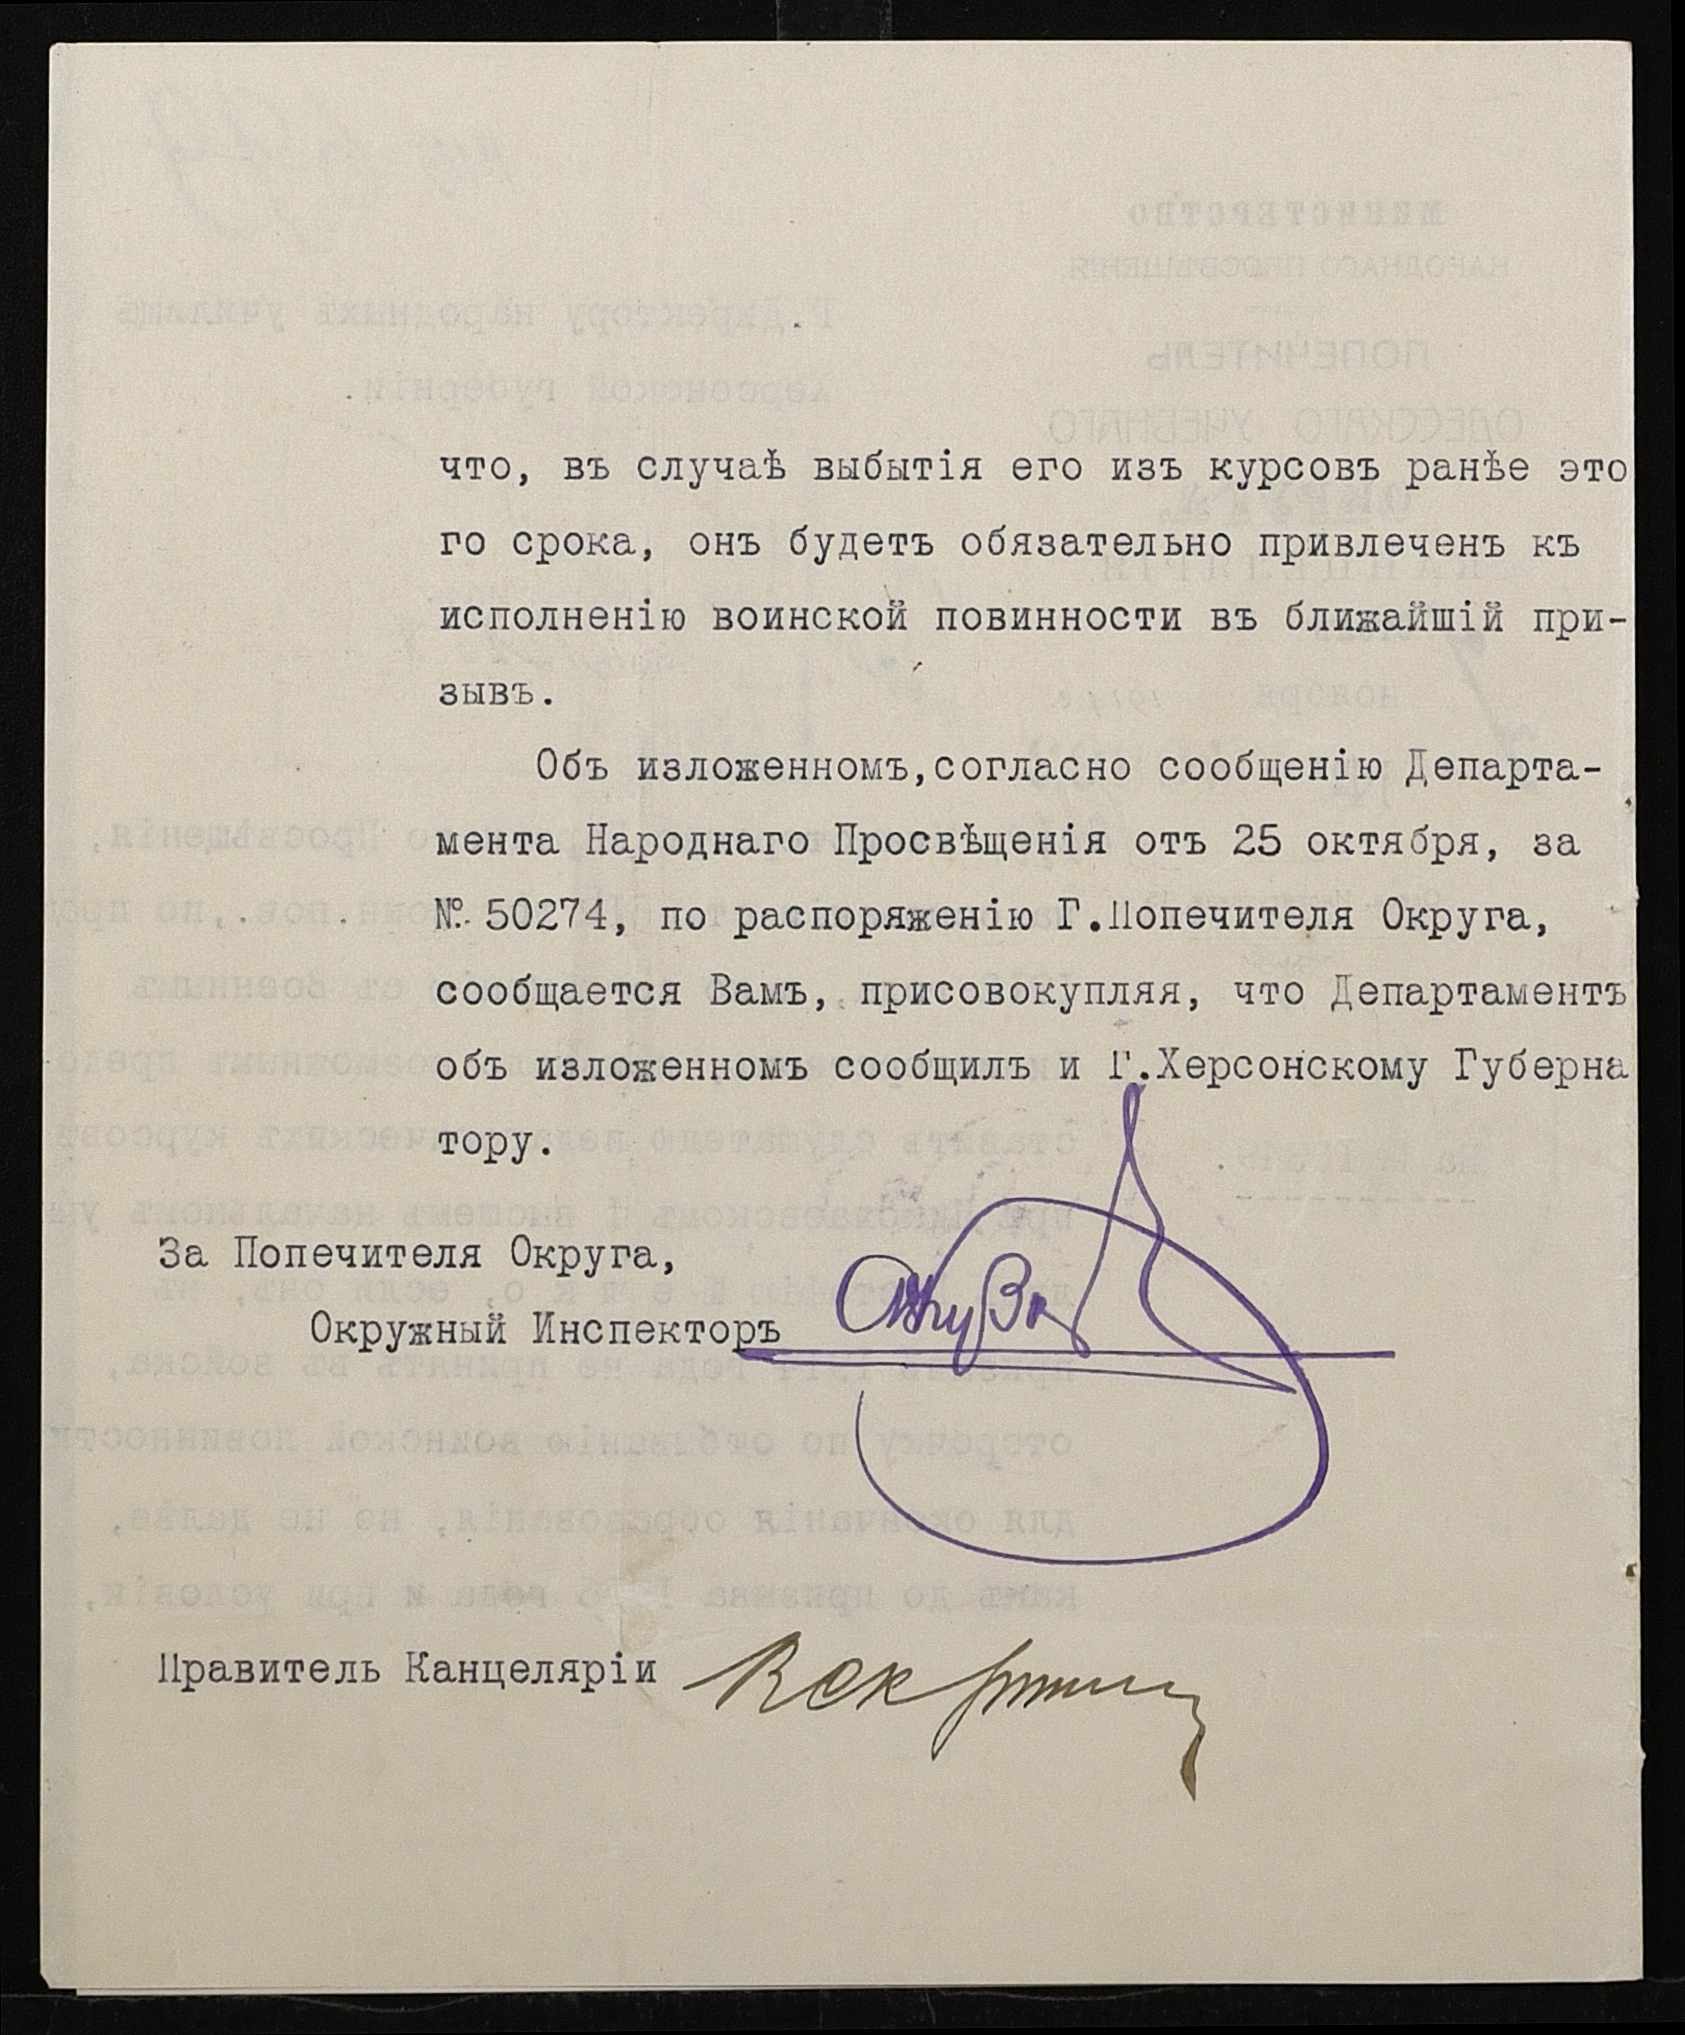 что, въ случаѣ выбытія его изъ курсовъ ранѣе это
го срока, онъ будетъ обязательно привлеченъ къ
исполненію воинской повинности въ ближайшій при-
зывъ.
Объ изложенномъ,согласно сообщенію Департа-
мента Народнаго Просвѣщенія отъ 25 октября, за
№ 50274, по распоряженію Г.Попечителя Округа,
сообщается Вамъ, присовокупляя, что Департаментъ
объ изложенномъ сообщилъ и Г.Херсонскому Губерна
тору.
За Попечителя Округа,
Окружный Инспекторъ
Правитель Канцеляріи